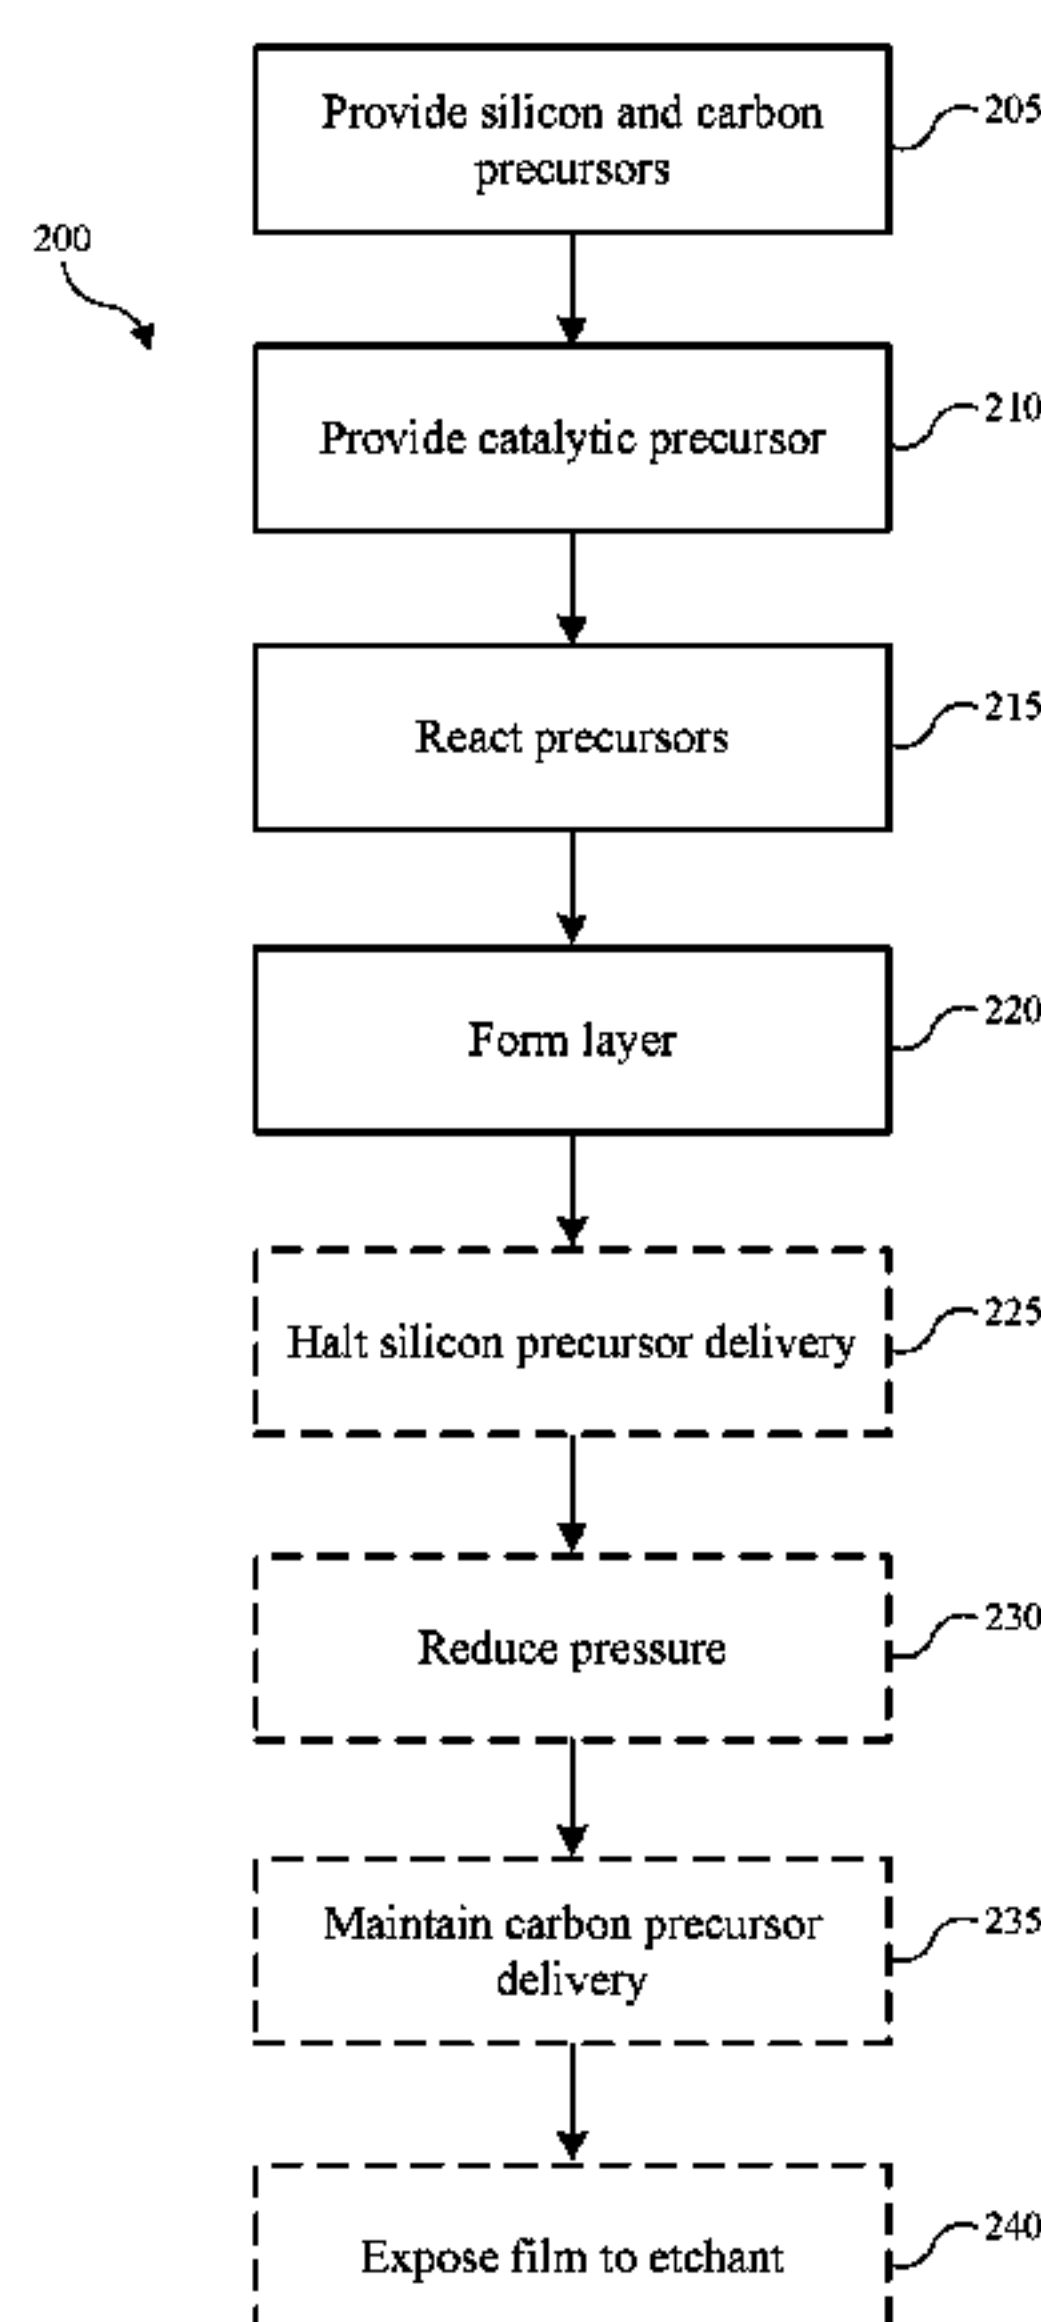 Provide silicon and carbon
precursors
205
200
Provide catalytic precursor
210
React precursors
215
Form layer
220
Halt silicon precursor delivery
225
Reduce pressure
230
Maintain carbon precursor
delivery
235
Expose film to etchant
240